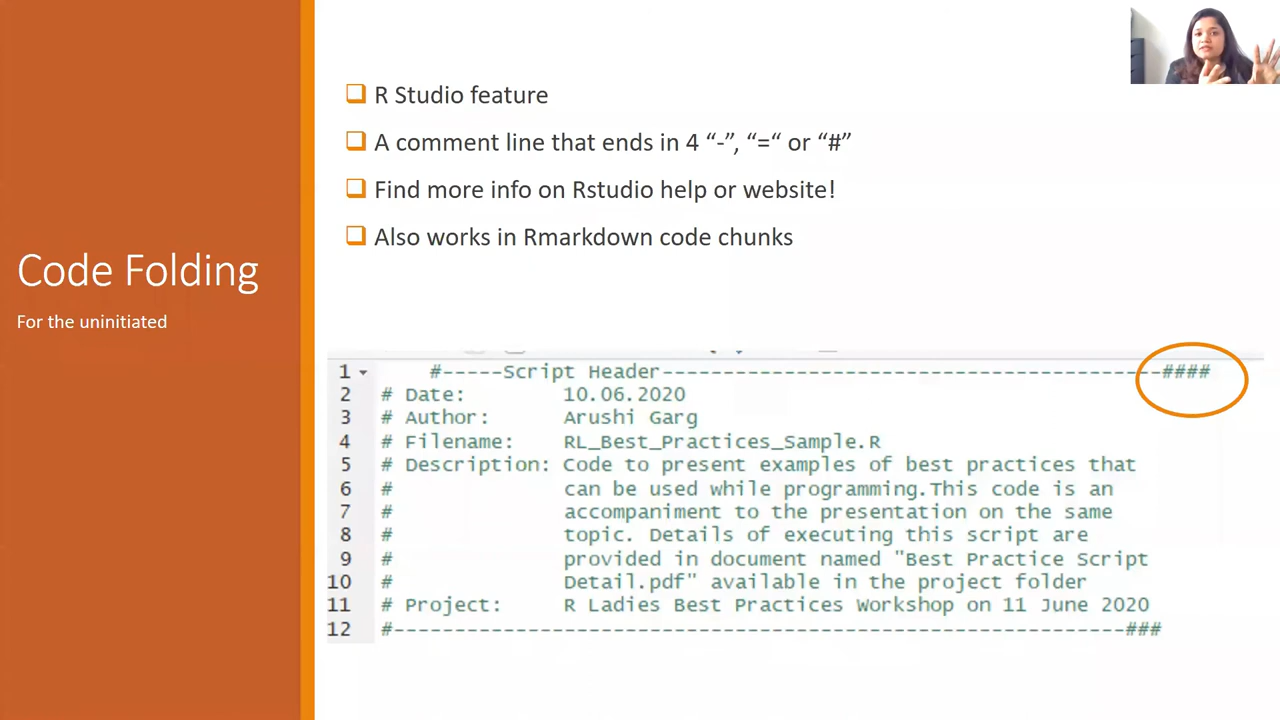 Code Folding
For the uninitiated
R Studio feature
A comment line that ends in 4 “-”, “=“ or “#”
Find more info on Rstudio help or website!
Also works in Rmarkdown code chunks
1 #-----Script Header-----------------------------------------####
2 # Date: 10.06.2020
3 # Author: Arushi Garg
4 # Filename: RL_Best_Practices_Sample.R
5 # Description: Code to present examples of best practices that
6 # can be used while programming.This code is an
7 # accompaniment to the presentation on the same
8 # topic. Details of executing this script are
9 # provided in document named "Best Practice Script
10 # Detail.pdf" available in the project folder
11 # Project: R Ladies Best Practices Workshop on 11 June 2020
12 #------------------------------------------------------------###